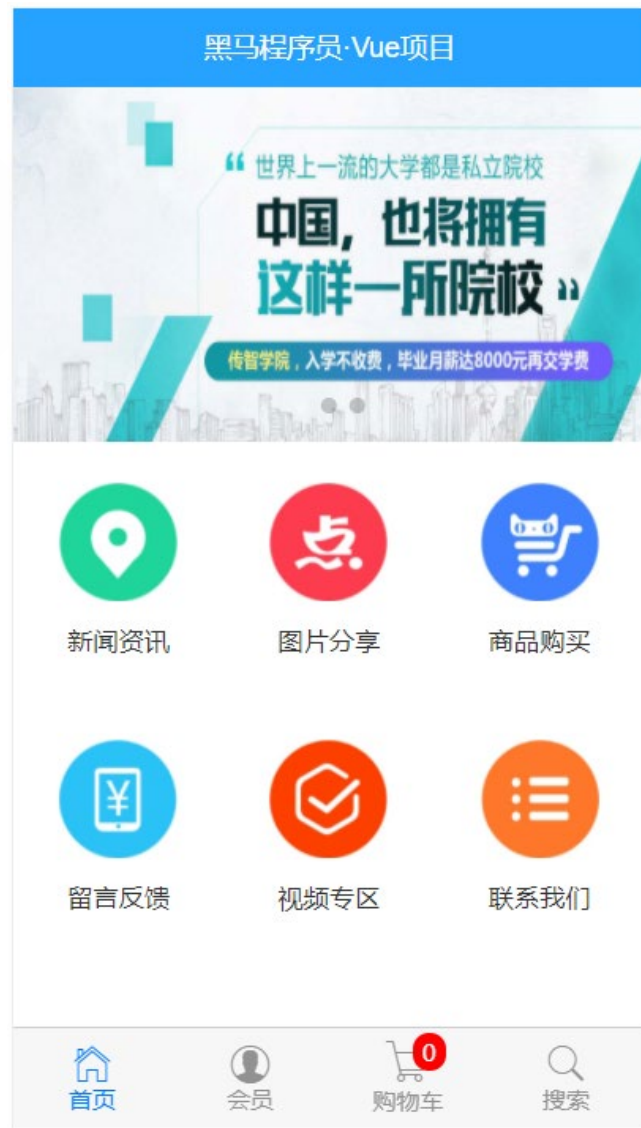 黑马程序员·Vue项目
“世界上一流的大学都是私立院校
中国，也将拥有
这样一所院校”
传智学院，入学不收费，毕业月薪达8000元再交学费
点
新闻资讯
图片分享
商品购买
¥
留言反馈
视频专区
联系我们
0
首页
会员
购物车
搜索